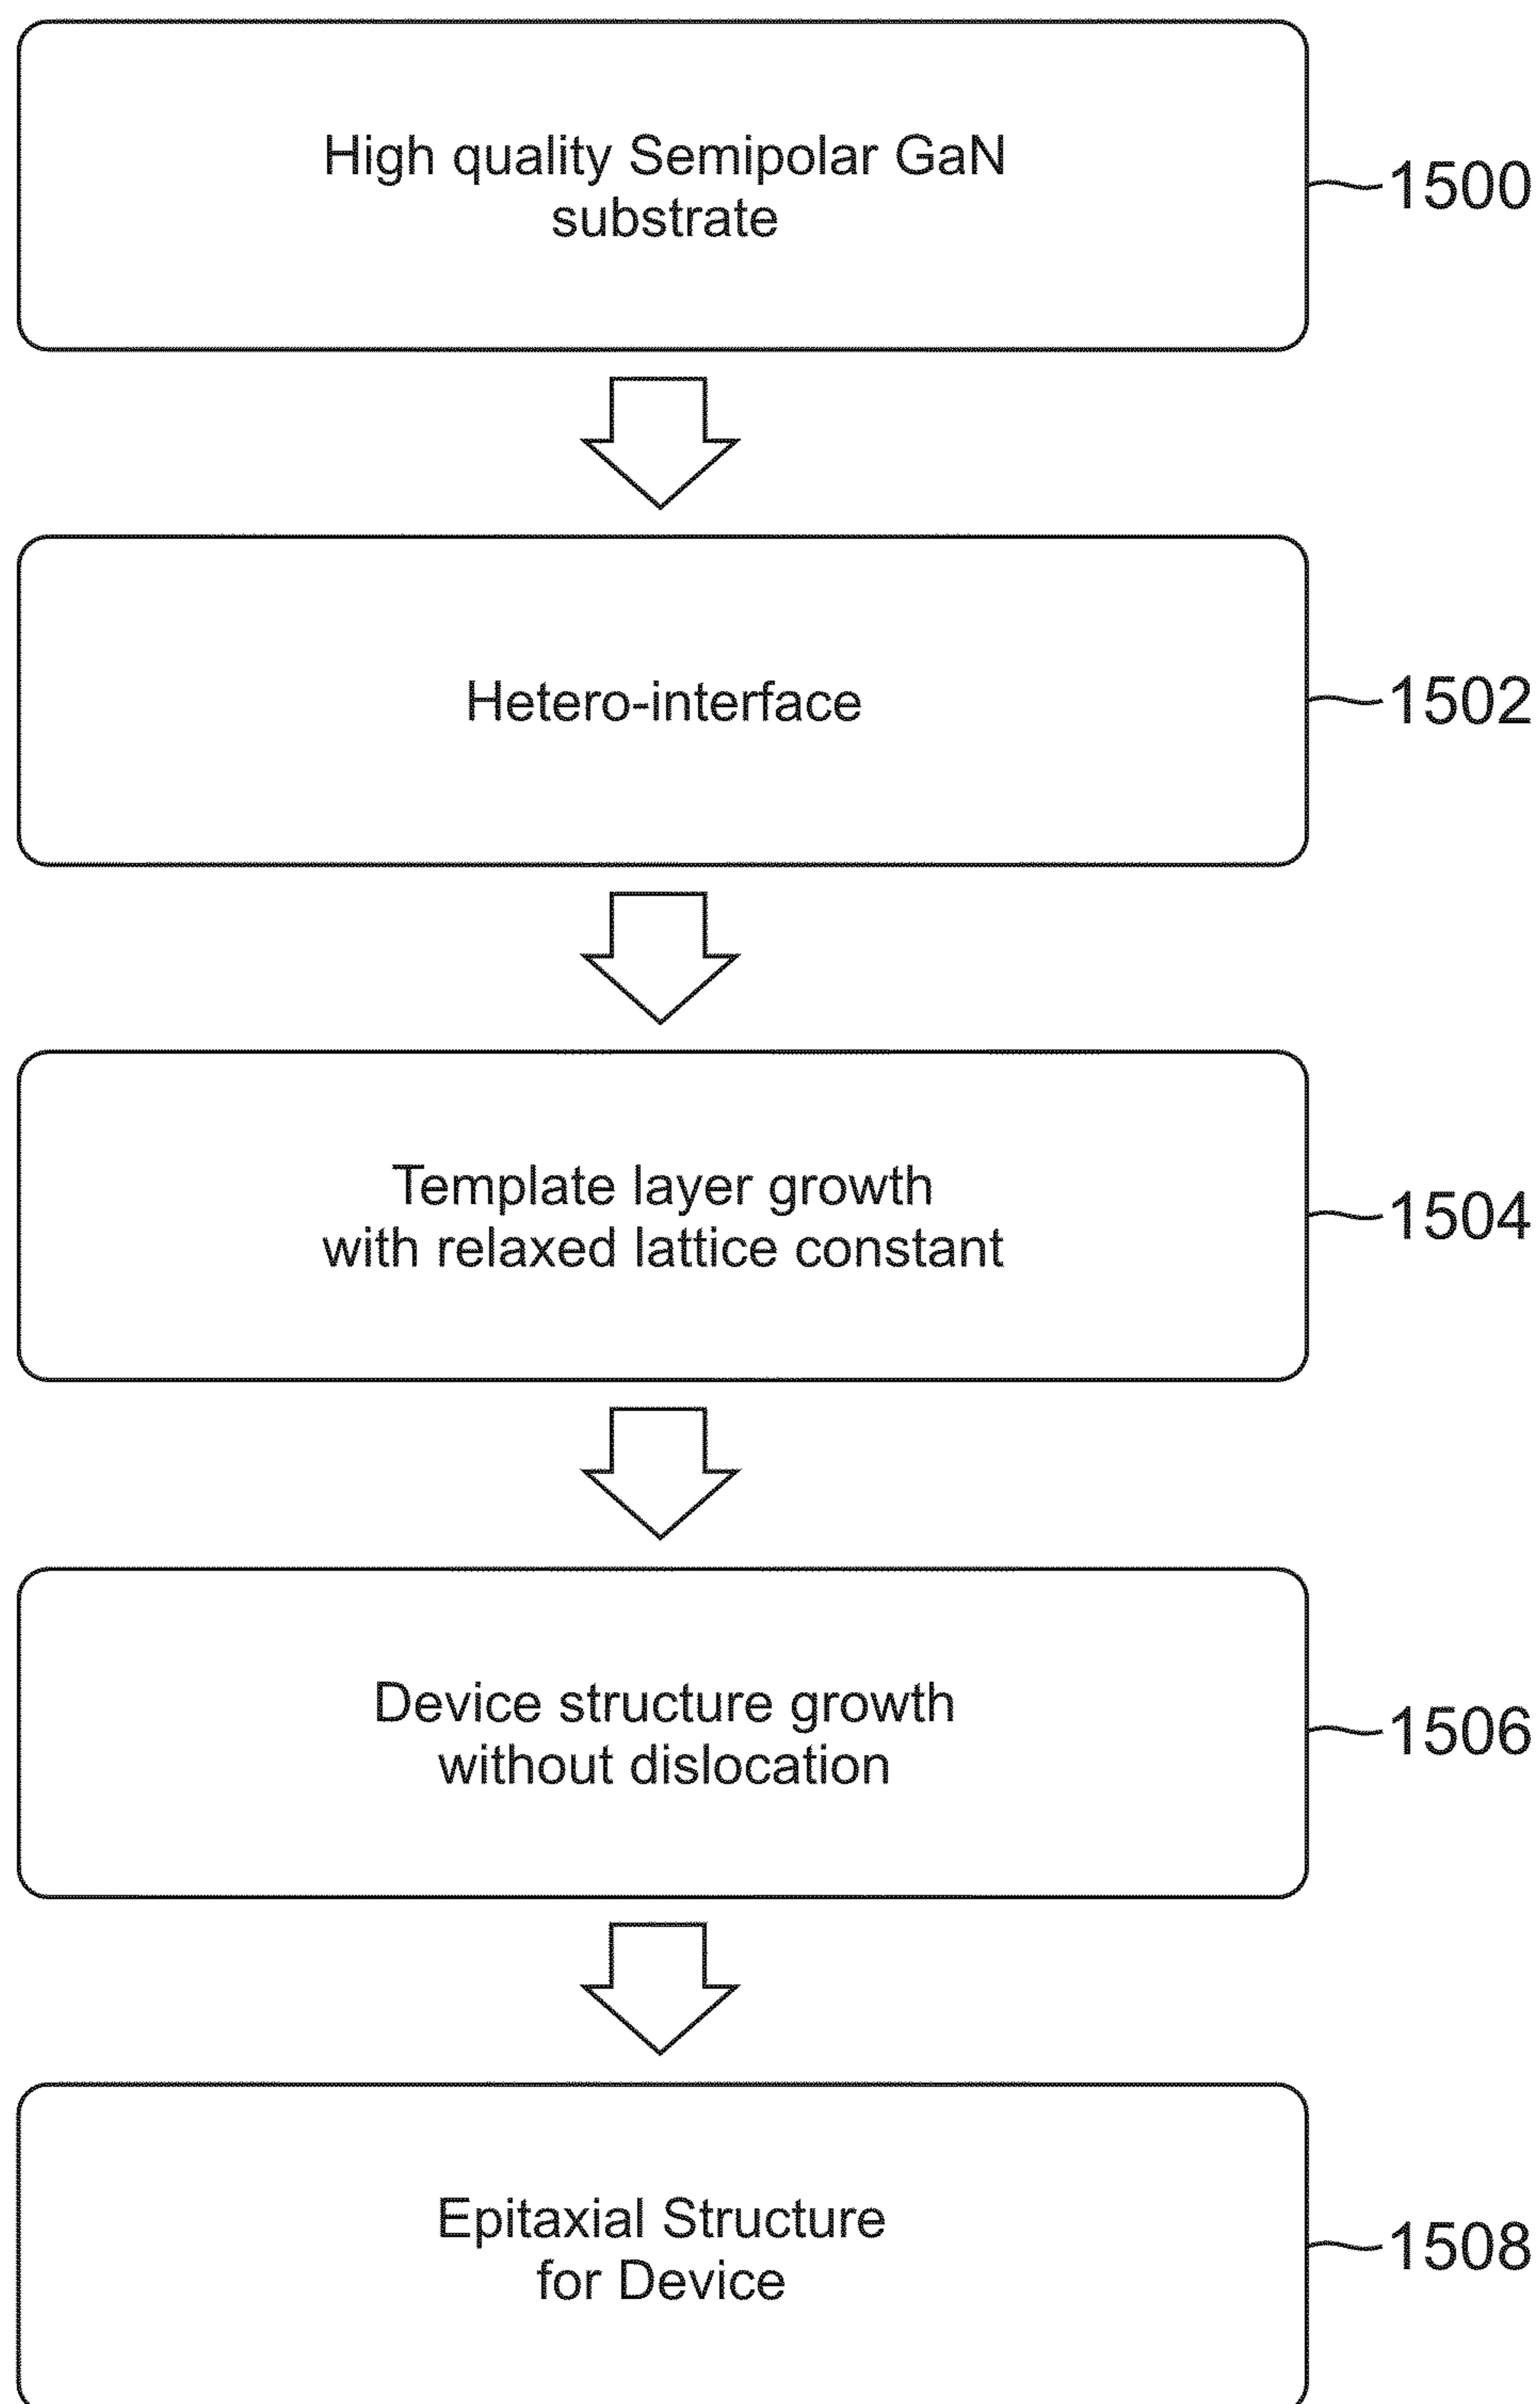 High quality Semipolar GaN
substrate
1500
Hetero-interface
1502
Template layer growth
with relaxed lattice constant
1504
Device structure growth
without dislocation
1506
Epitaxial Structure
for Device
1508